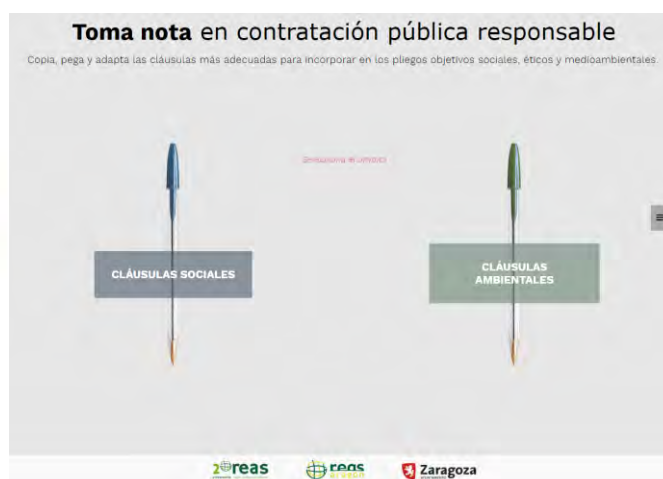 Toma nota en contratación pública responsable
Copia, pega y adapta las cláusulas más adecuadas para incorporar en los pliegos objetivos sociales, éticos y medioambientales.
CLÁUSULAS SOCIALES
CLÁUSULAS
AMBIENTALES
reas
reas
aragón
Zaragoza